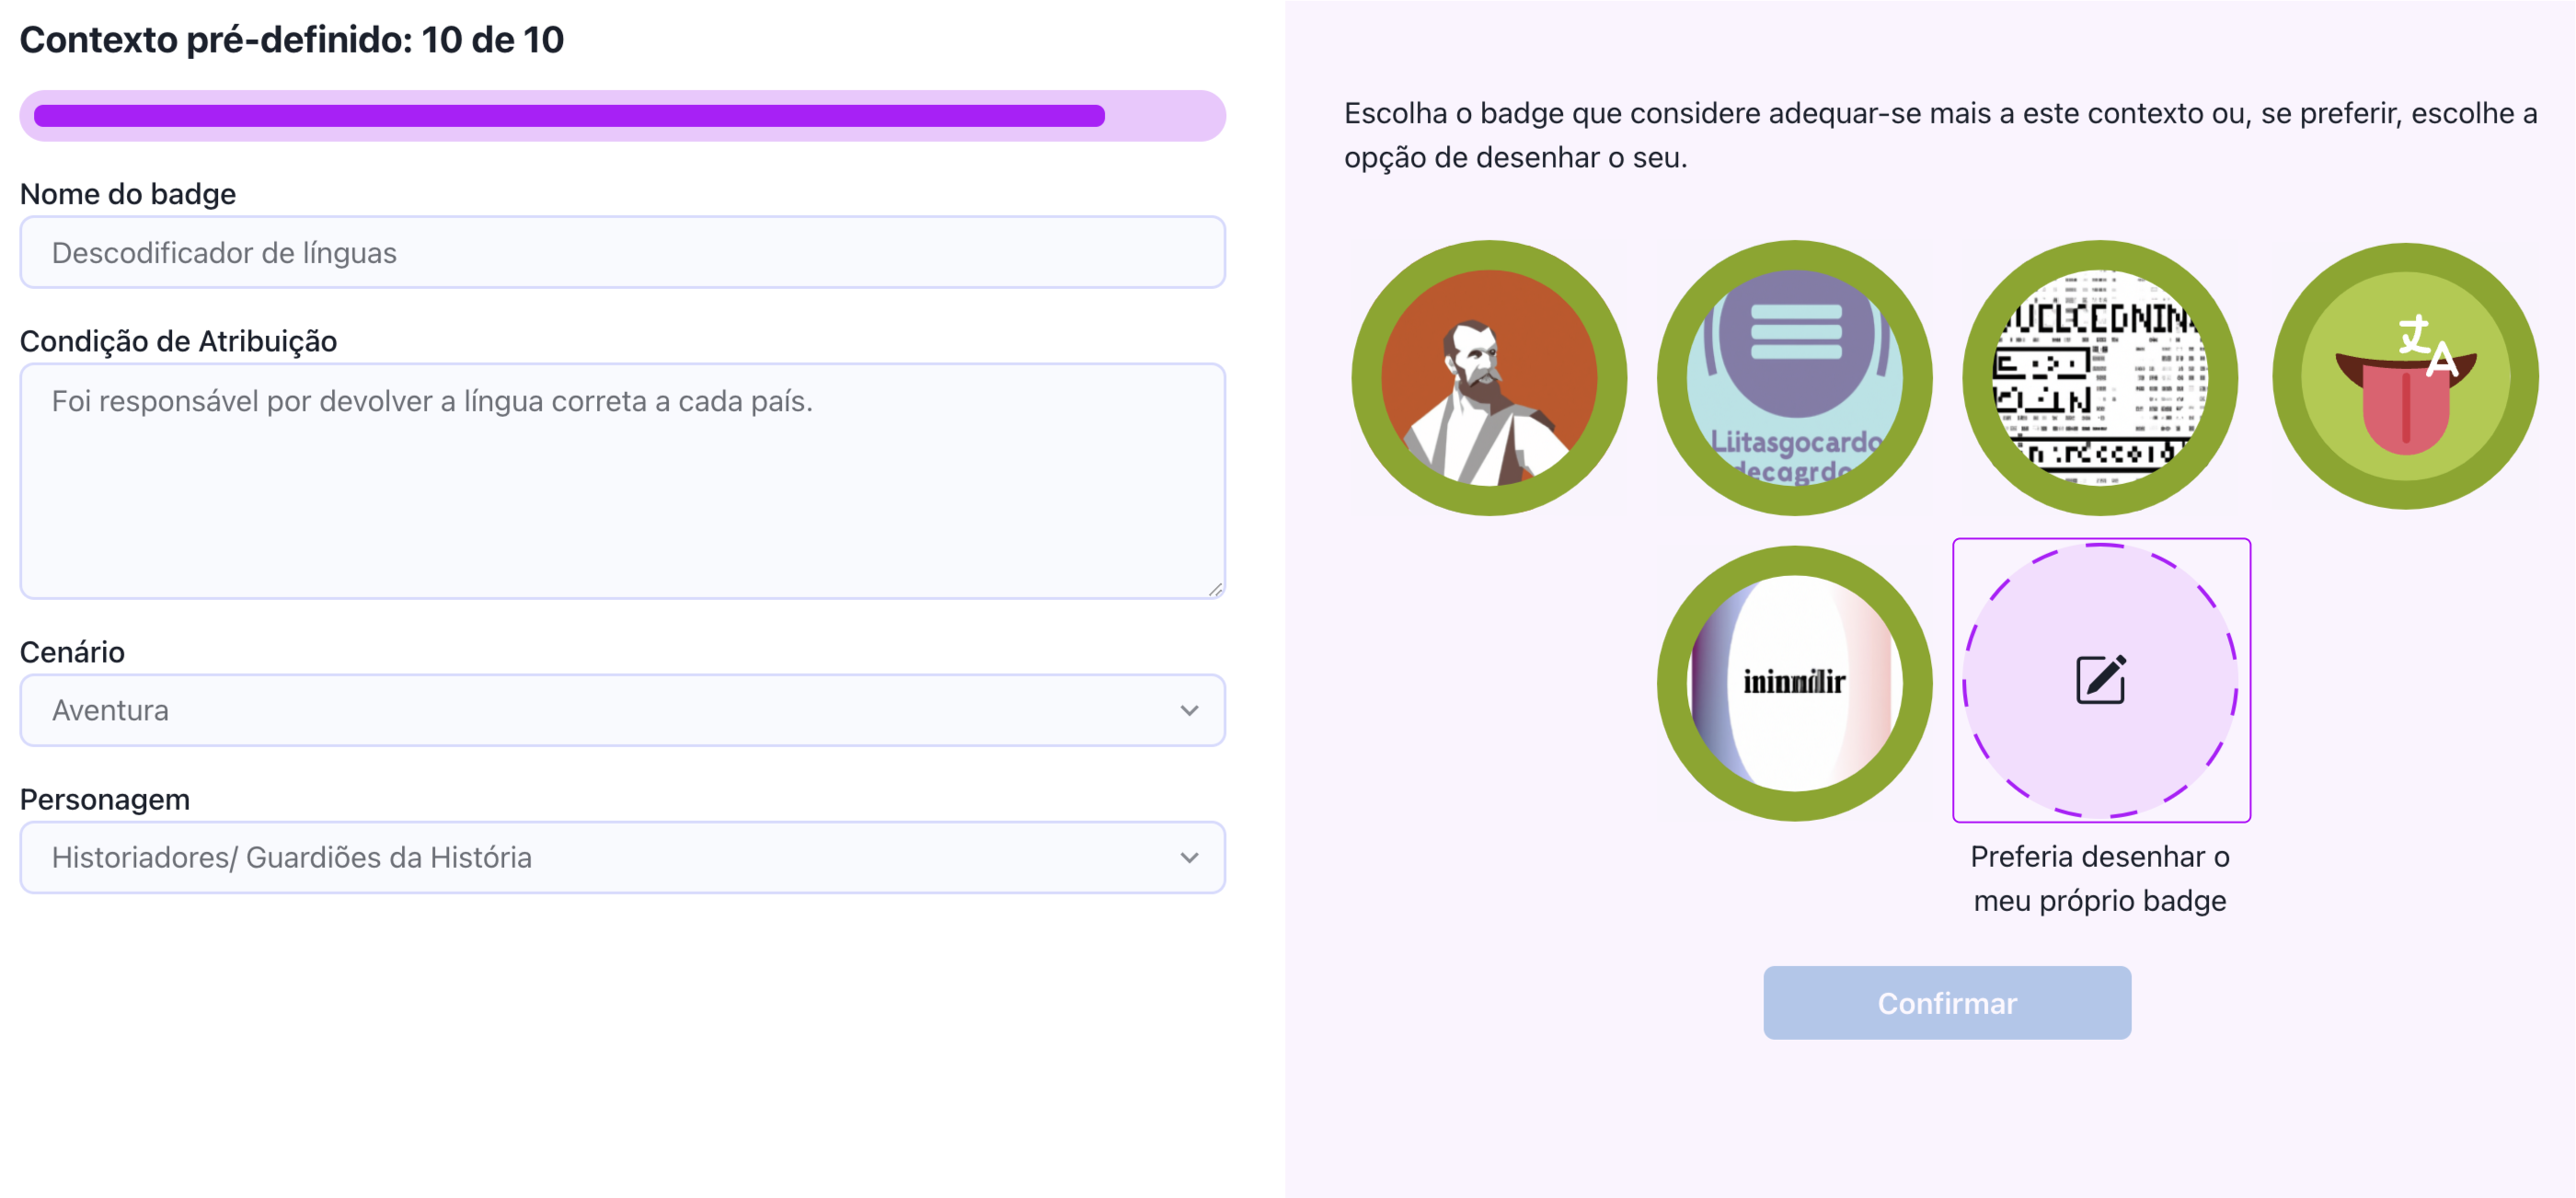 Contexto pré-definido: 10 de 10
Nome do badge
Descodificador de línguas
Condição de Atribuição
Foi responsável por devolver a língua correta a cada país.
Cenário
Aventura
Personagem
Historiadores/ Guardiões da História
Escolha o badge que considere adequar-se mais a este contexto ou, se preferir, escolhe a
opção de desenhar o seu.
Liitasgocardo
decagrdo
文A
Preferia desenhar o
meu próprio badge
Confirmar